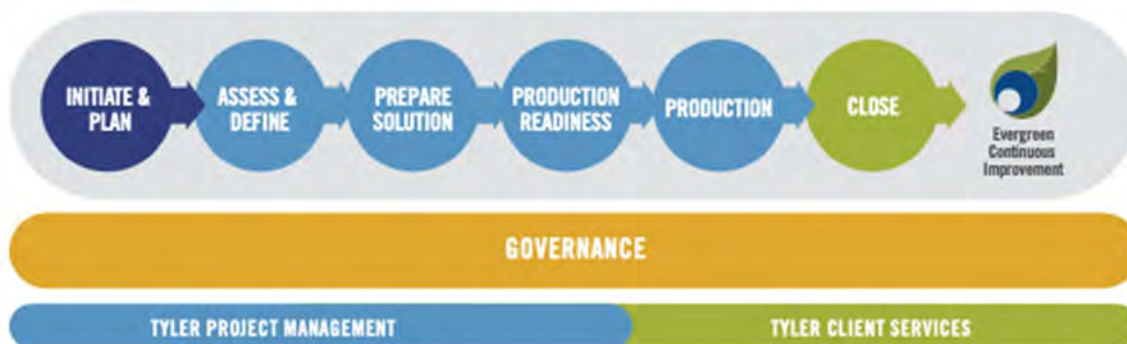 INITIATE &
PLAN
ASSESS &
DEFINE
PREPARE
SOLUTION
PRODUCTION
READINESS
PRODUCTION
CLOSE
Evergreen
Continuous
Improvement
GOVERNANCE
TYLER PROJECT MANAGEMENT
TYLER CLIENT SERVICES